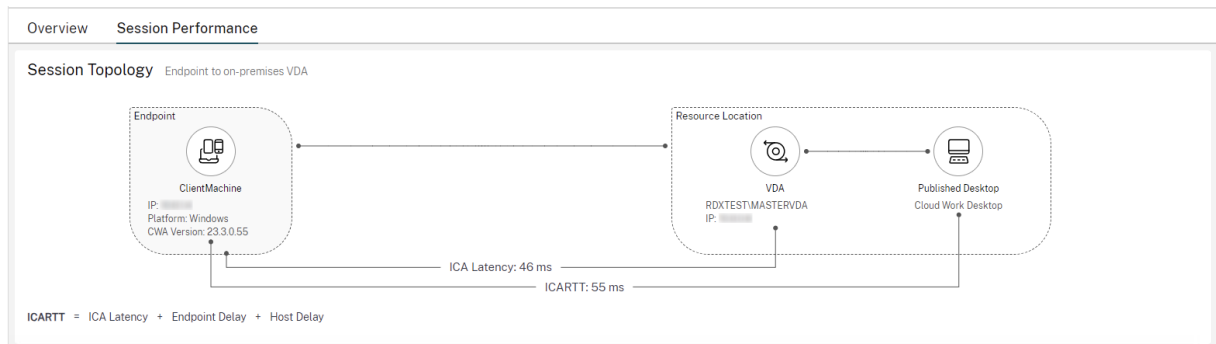 Overview Session Performance
Session Topology Endpoint to on-premises VDA
Endpoint
ClientMachine
IP:
Platform: Windows
CWA Version: 23.3.0.55
Resource Location
VDA
RDXTEST\MASTERVDA
IP:
Published Desktop
Cloud Work Desktop
ICA Latency: 46 ms
ICARTT: 55 ms
ICARTT = ICA Latency + Endpoint Delay + Host Delay